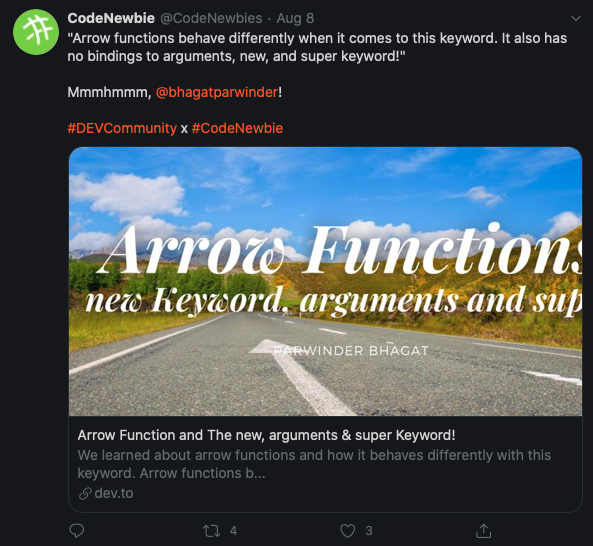 CodeNewbie @CodeNewbies · Aug 8
"Arrow functions behave differently when it comes to this keyword. It also has
no bindings to arguments, new, and super keyword!"
Mmmhmmm, @bhagatparwinder!
#DEVCommunity x #CodeNewbie
Arrow Functions
new Keyword, arguments and sup
PARWINDER BHAGAT
Arrow Function and The new, arguments & super Keyword!
We learned about arrow functions and how it behaves differently with this
keyword. Arrow functions b...
dev.to
4 3